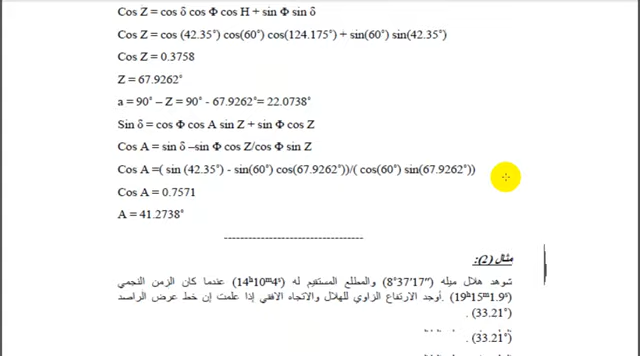 Cos Z = cos δ cos Φ cos H + sin Φ sin δ
Cos Z = cos (42.35°) cos(60°) cos(124.175°) + sin(60°) sin(42.35°)
Cos Z = 0.3758
Z = 67.9262°
a = 90° – Z = 90° - 67.9262°= 22.0738°
Sin δ = cos Φ cos A sin Z + sin Φ cos Z
Cos A = sin δ –sin Φ cos Z/cos Φ sin Z
Cos A =( sin (42.35°) - sin(60°) cos(67.9262°))/( cos(60°) sin(67.9262°))
Cos A = 0.7571
A = 41.2738°
---------------------------------
مثال (2):
شوهد هلال ميله (8°37'17") والمطلع المستقيم له (14ʰ10ᵐ4ˢ) عندما كان الزمن النجمي
(19ʰ15ᵐ1.9ˢ) .أوجد الارتفاع الزاوي للهلال والاتجاه الافقي إذا علمت إن خط عرض الراصد
(33.21°) .
(33.21°) .